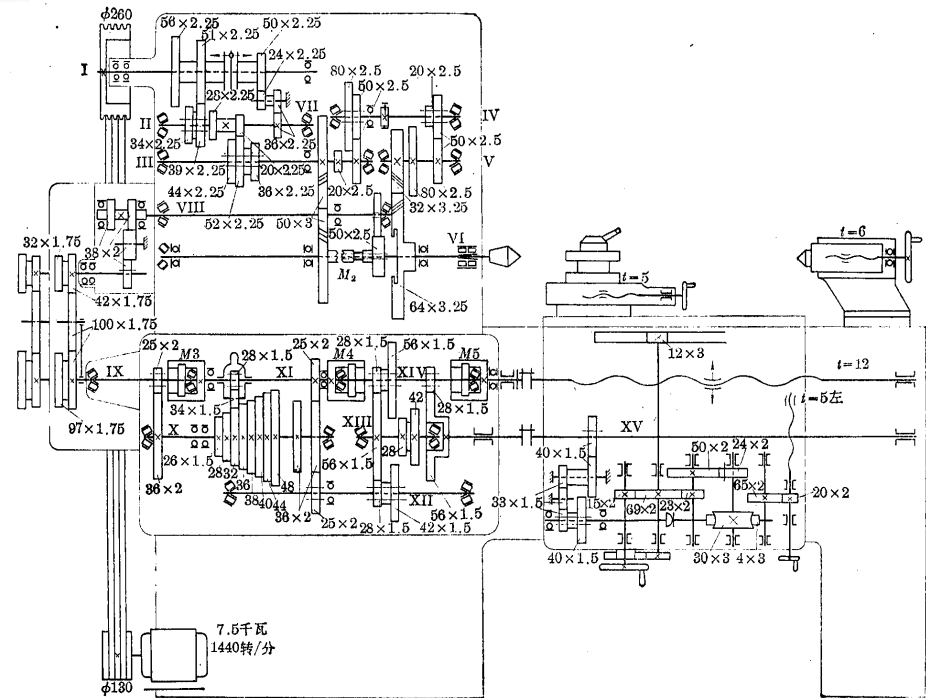 ϕ260
56×2.25
51×2.25
50×2.25
24×2.25
I
80×2.5
50×2.5
20×2.5
28×2.25
VII
II
IV
34×2.25
36×2.25
50×2.5
III
V
39×2.25
20×2.25
44×2.25
36×2.25
20×2.5
80×2.5
52×2.25
32×3.25
VIII
50×3
38×2
50×2.5
VI
M2
32×1.75
42×1.75
64×3.25
t=5
t=6
100×1.75
25×2
M3
28×1.5
25×2
M4
28×1.5
56×1.5
M5
12×3
IX
XI
XIV
t=12
34×1.5
28×1.5
t=5左
97×1.75
X
XIII
42
XV
26×1.5
28
32
36
38
40
44
48
56×1.5
28
40×1.5
50×2
24×2
36×2
36×2
25×2
28×1.5
XII
42×1.5
56×1.5
33×1.5
15×2
69×2
23×2
65×2
20×2
40×1.5
30×3
4×3
7.5千瓦
1440转/分
ϕ130